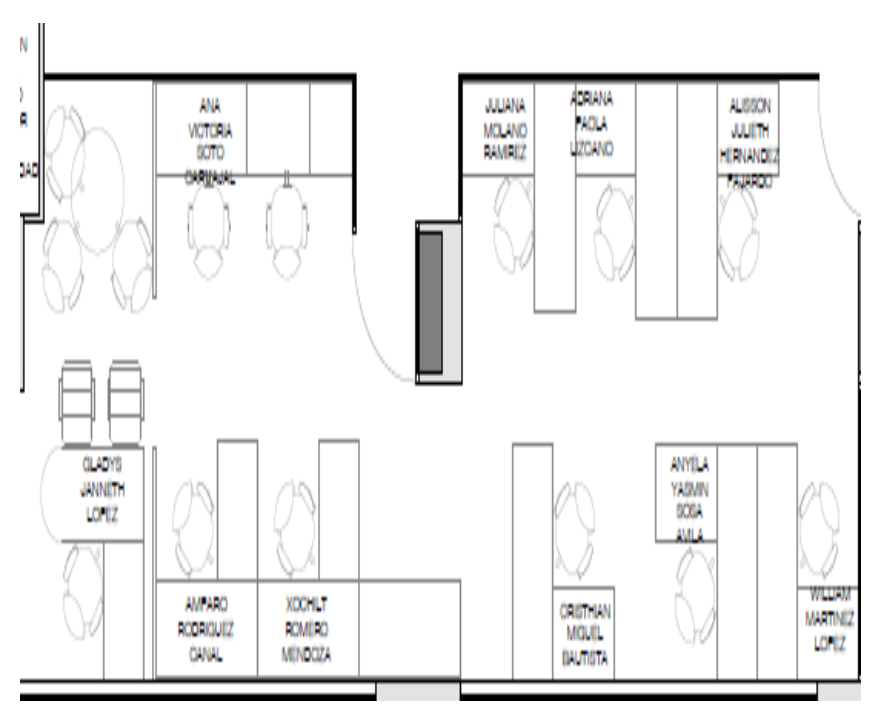 N
O
R
DAD
ANA
VICTORIA
SOTO
CARVAJAL
JULIANA
MOLANO
RAMIREZ
ADRIANA
PAOLA
LIZCANO
ALISSON
JULIETH
HERNANDEZ
FAJARDO
GLADYS
JANNETH
LOPEZ
ANYELA
YASMIN
SOSA
AVILA
AMPARO
RODRIGUEZ
CANAL
XOCHILT
ROMERO
MENDOZA
CRISTHIAN
MIGUEL
BAUTISTA
WILLIAM
MARTINEZ
LOPEZ